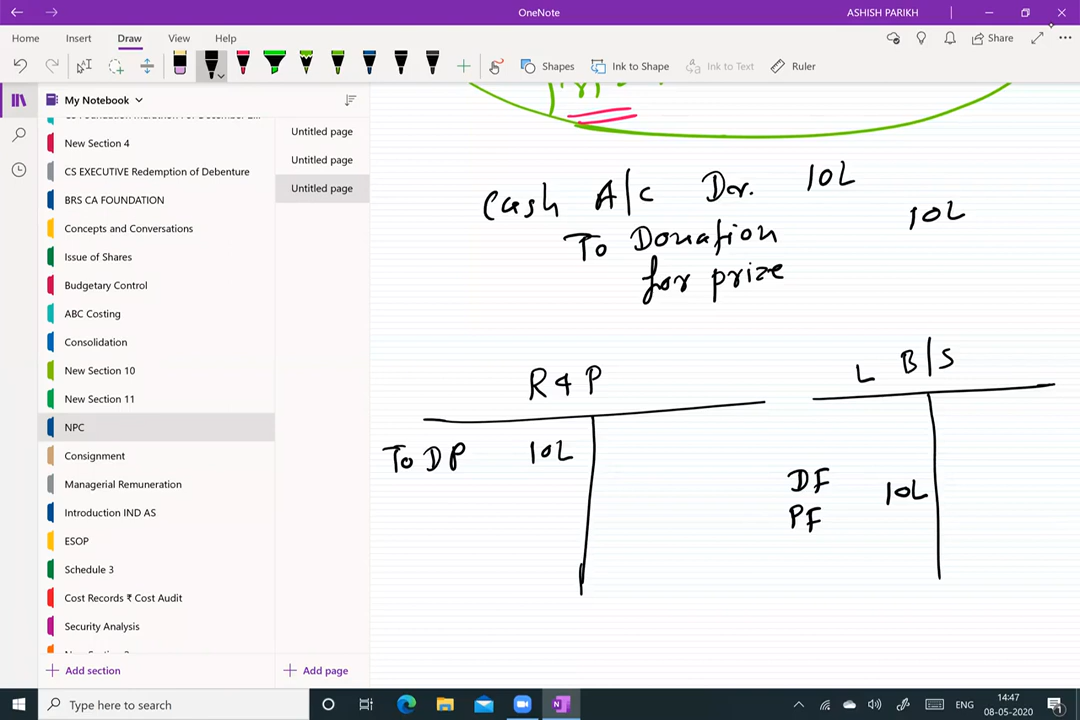 OneNote
ASHISH PARIKH
Home Insert Draw View Help
Share
Shapes
Ink to Shape
Ink to Text
Ruler
My Notebook
New Section 4
CS EXECUTIVE Redemption of Debenture
BRS CA FOUNDATION
Concepts and Conversations
Issue of Shares
Budgetary Control
ABC Costing
Consolidation
New Section 10
New Section 11
NPC
Consignment
Managerial Remuneration
Introduction IND AS
ESOP
Schedule 3
Cost Records ₹ Cost Audit
Security Analysis
Add section
Untitled page
Untitled page
Untitled page
Add page
Cash A/c Dr. 10L
To Donation 10L
for prize
R & P
To DP 10L
L B/S
DF 10L
PF
Type here to search
ENG
14:47
08-05-2020
1